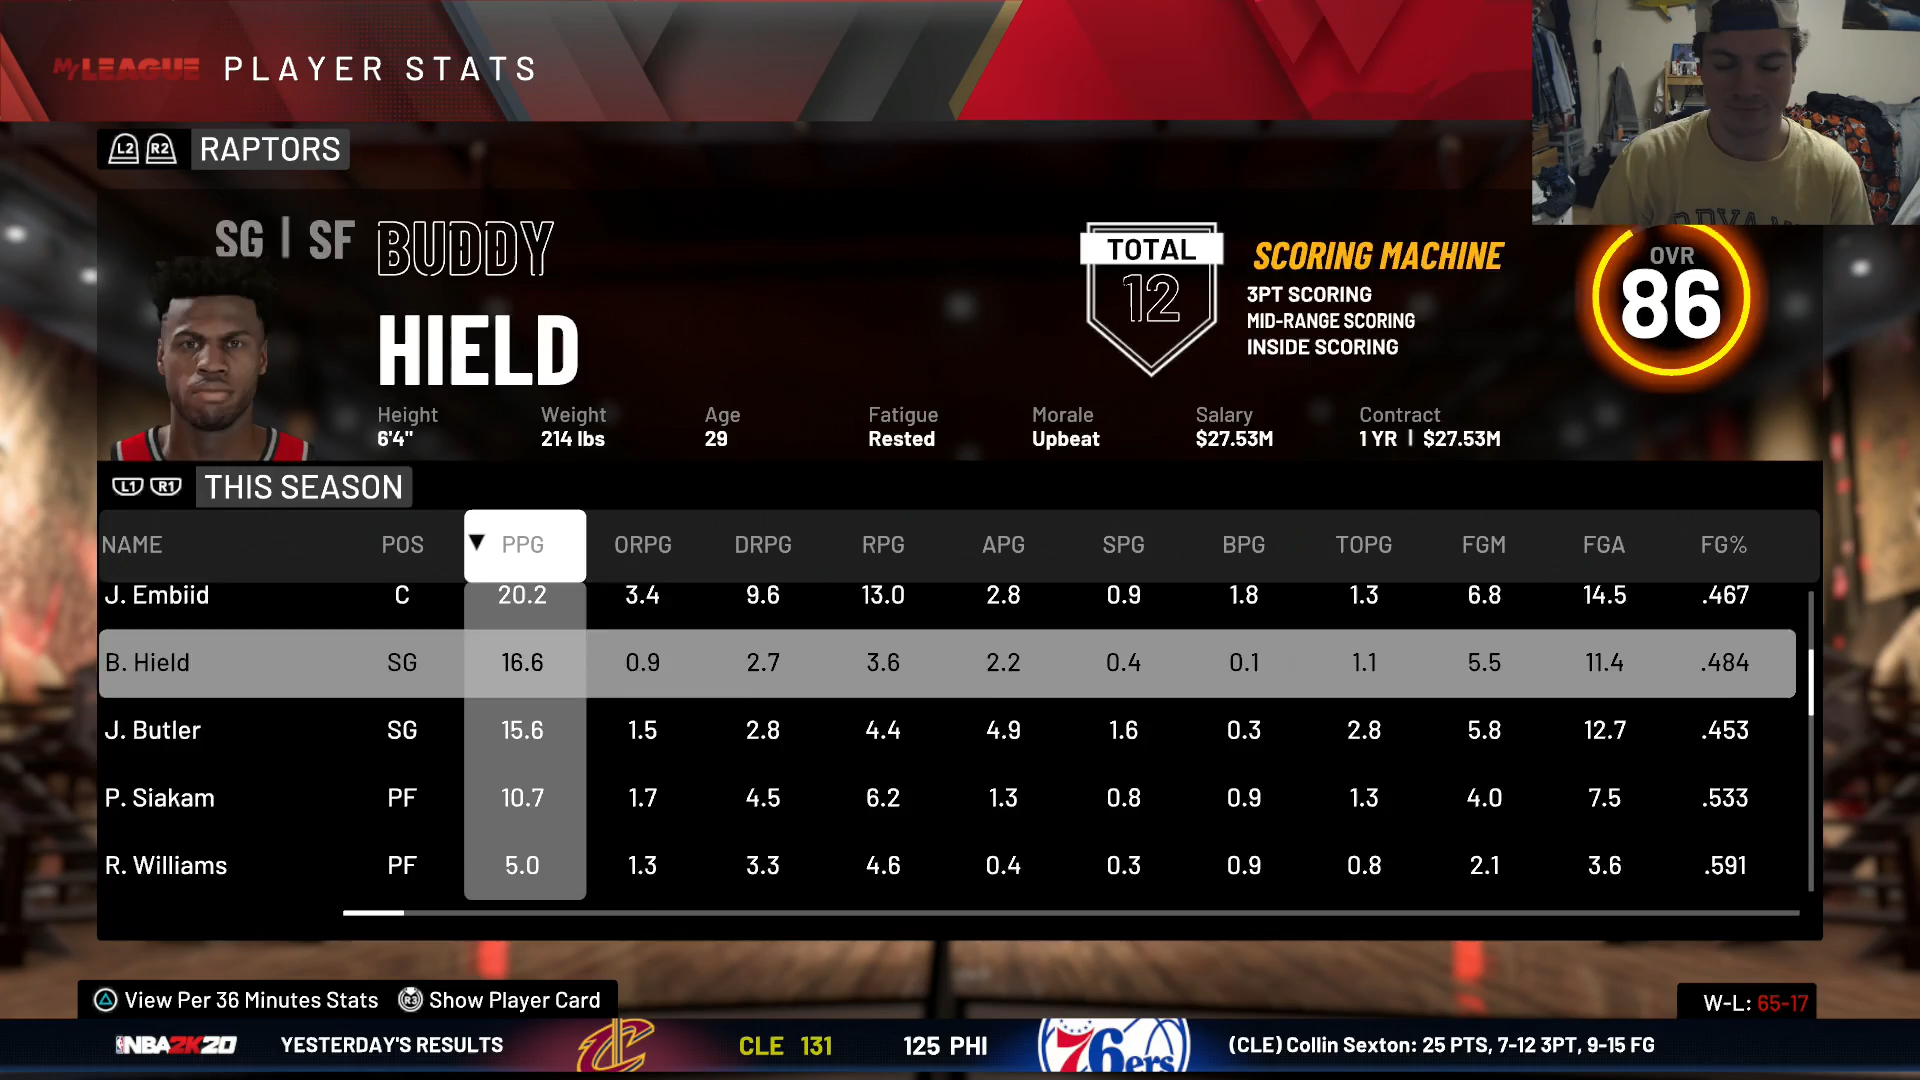 MyLEAGUE PLAYER STATS
L2 R2 RAPTORS
SG | SF BUDDY
HIELD
TOTAL
12
SCORING MACHINE
3PT SCORING
MID-RANGE SCORING
INSIDE SCORING
OVR
86
Height Weight Age Fatigue Morale Salary Contract
6'4" 214 lbs 29 Rested Upbeat $27.53M 1 YR | $27.53M
L1 R1 THIS SEASON
NAME POS ▼ PPG ORPG DRPG RPG APG SPG BPG TOPG FGM FGA FG%
J. Embiid C 20.2 3.4 9.6 13.0 2.8 0.9 1.8 1.3 6.8 14.5 .467
B. Hield SG 16.6 0.9 2.7 3.6 2.2 0.4 0.1 1.1 5.5 11.4 .484
J. Butler SG 15.6 1.5 2.8 4.4 4.9 1.6 0.3 2.8 5.8 12.7 .453
P. Siakam PF 10.7 1.7 4.5 6.2 1.3 0.8 0.9 1.3 4.0 7.5 .533
R. Williams PF 5.0 1.3 3.3 4.6 0.4 0.3 0.9 0.8 2.1 3.6 .591
View Per 36 Minutes Stats R3 Show Player Card
W-L: 65-17
NBA2K20 YESTERDAY'S RESULTS CLE 131 125 PHI 76ers (CLE) Collin Sexton: 25 PTS, 7-12 3PT, 9-15 FG